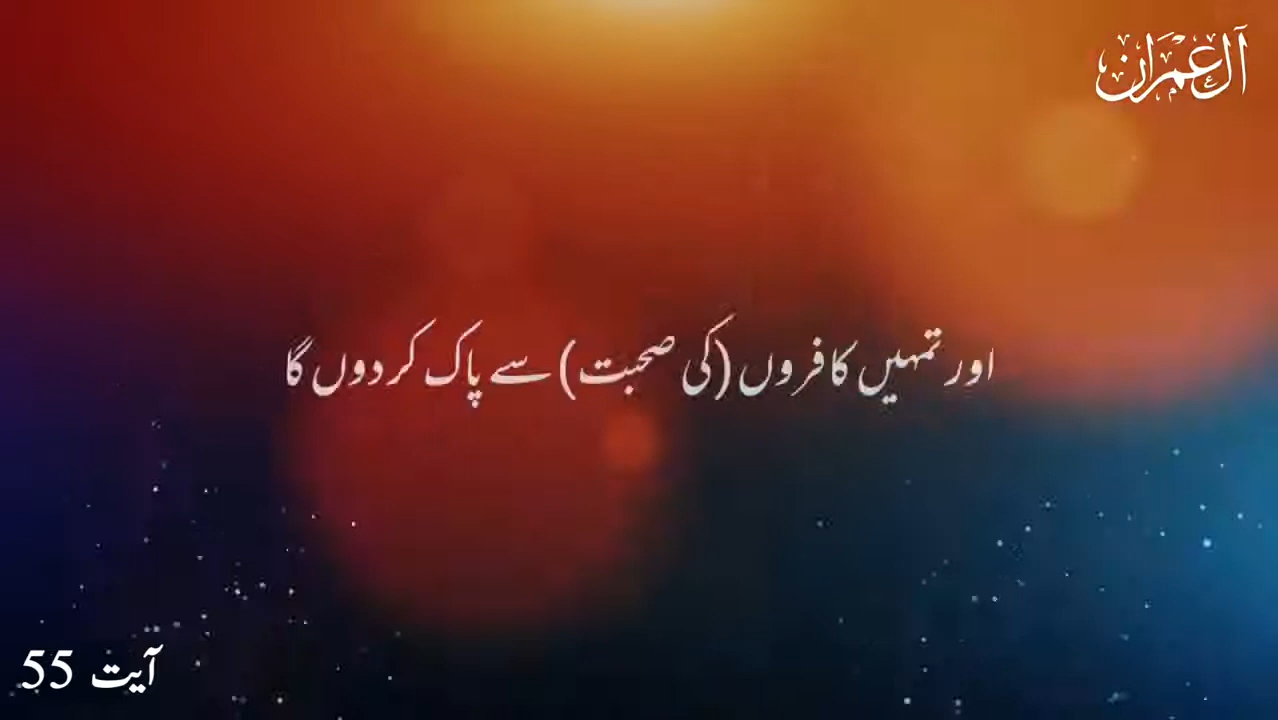 آل عمران
اور تمہیں کافروں (کی صحبت) سے پاک کر دوں گا
آیت 55